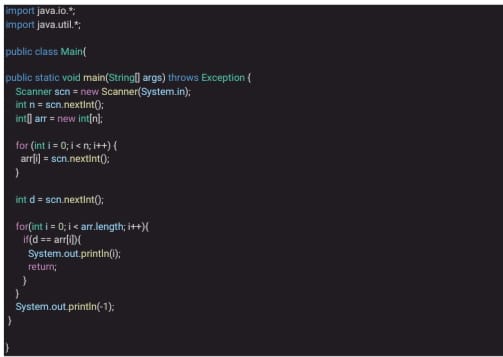 import java.io.*;
import java.util.*;
public class Main{
public static void main(String[] args) throws Exception {
Scanner scn = new Scanner(System.in);
int n = scn.nextInt();
int[] arr = new int[n];
for (int i = 0; i < n; i++) {
arr[i] = scn.nextInt();
}
int d = scn.nextInt();
for(int i = 0; i < arr.length; i++){
if(d == arr[i]){
System.out.println(i);
return;
}
}
System.out.println(-1);
}
}